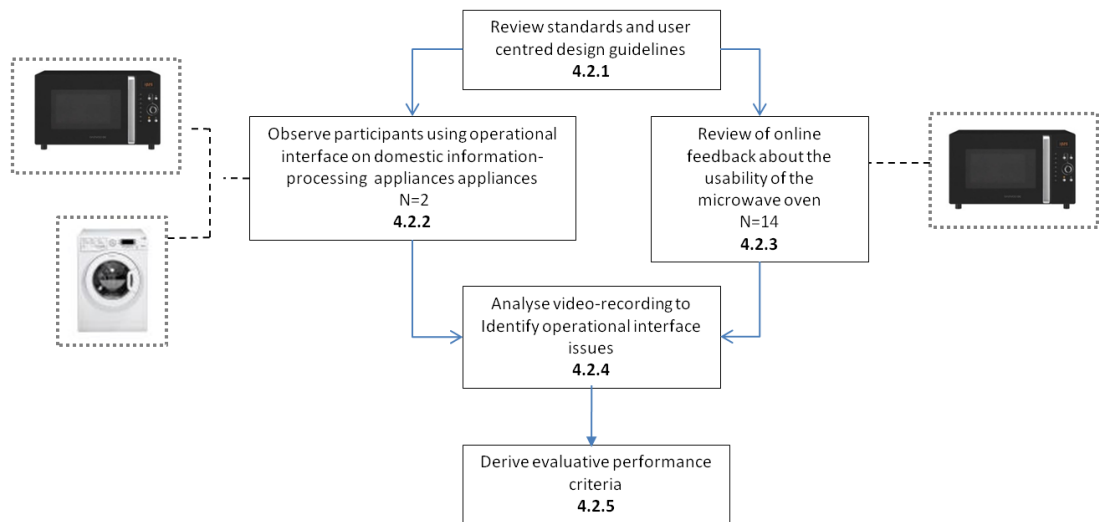 Review standards and user
centred design guidelines
4.2.1
Observe participants using operational
interface on domestic information-
processing appliances appliances
N=2
4.2.2
Review of online
feedback about the
usability of the
microwave oven
N=14
4.2.3
Analyse video-recording to
Identify operational interface
issues
4.2.4
Derive evaluative performance
criteria
4.2.5